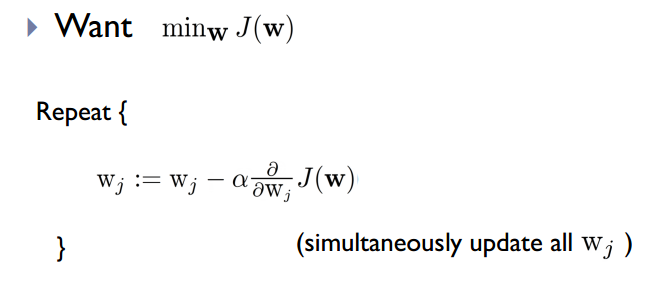 ▸ Want min_𝐰 J(𝐰)
Repeat {
w_j := w_j − α ∂/∂w_j J(𝐰)
}
(simultaneously update all w_j )